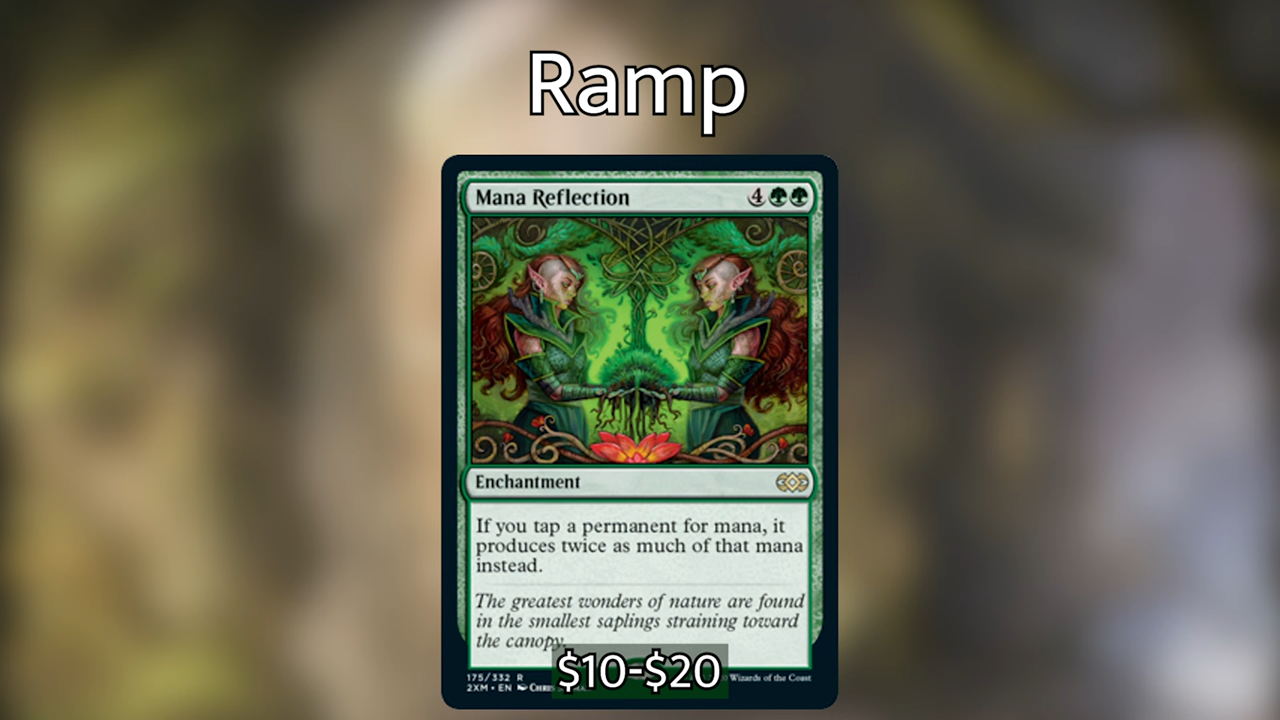 Ramp
Mana Reflection 4
Enchantment
If you tap a permanent for mana, it
produces twice as much of that mana
instead.
The greatest wonders of nature are found
in the smallest saplings straining toward
the canopy.
$10-$20
175/332 R
Wizards of the Coast
2XM • EN